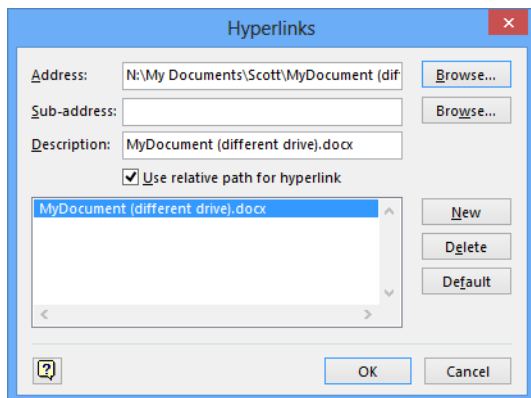 Hyperlinks
Address: N:\My Documents\Scott\MyDocument (dif Browse...
Sub-address: Browse...
Description: MyDocument (different drive).docx
Use relative path for hyperlink
MyDocument (different drive).docx
New
Delete
Default
OK Cancel